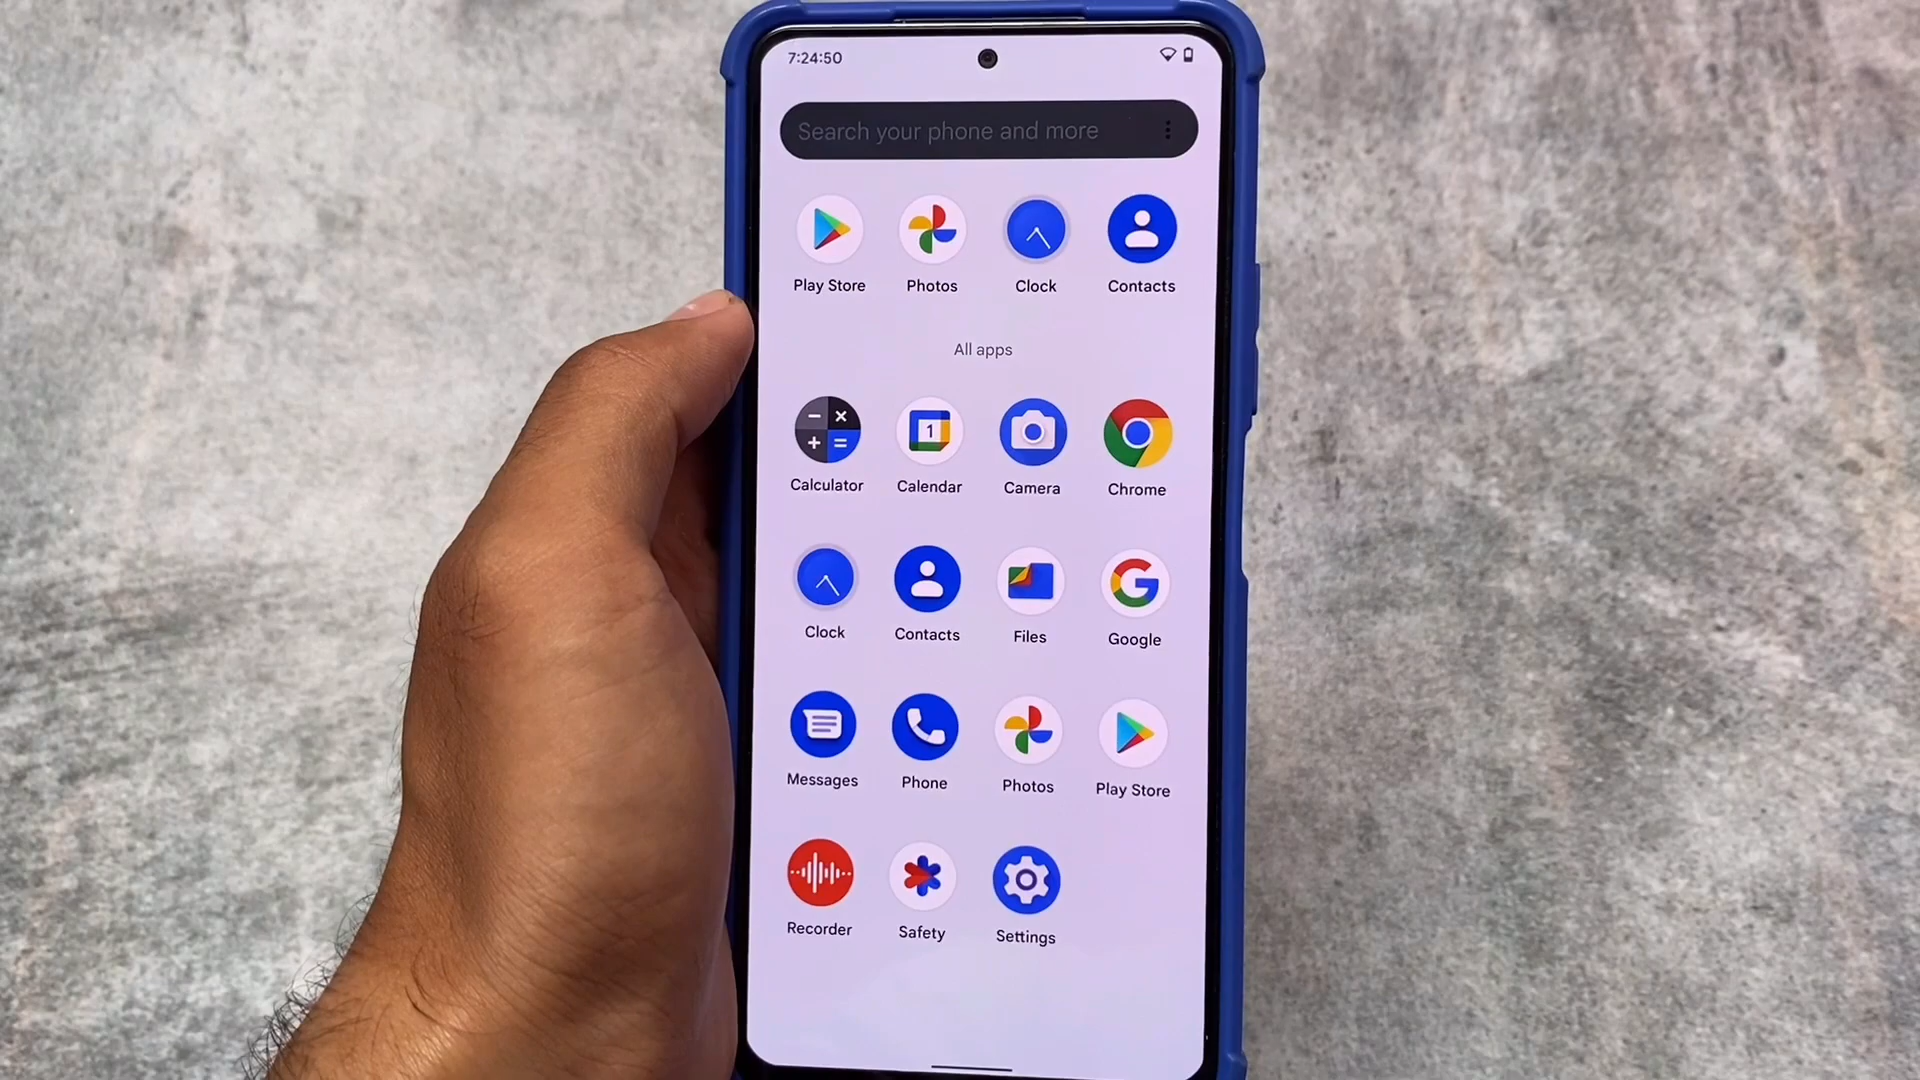 7:24:50
Search your phone and more
Play Store Photos Clock Contacts
All apps
Calculator Calendar Camera Chrome
1
Clock Contacts Files Google
Messages Phone Photos Play Store
Recorder Safety Settings